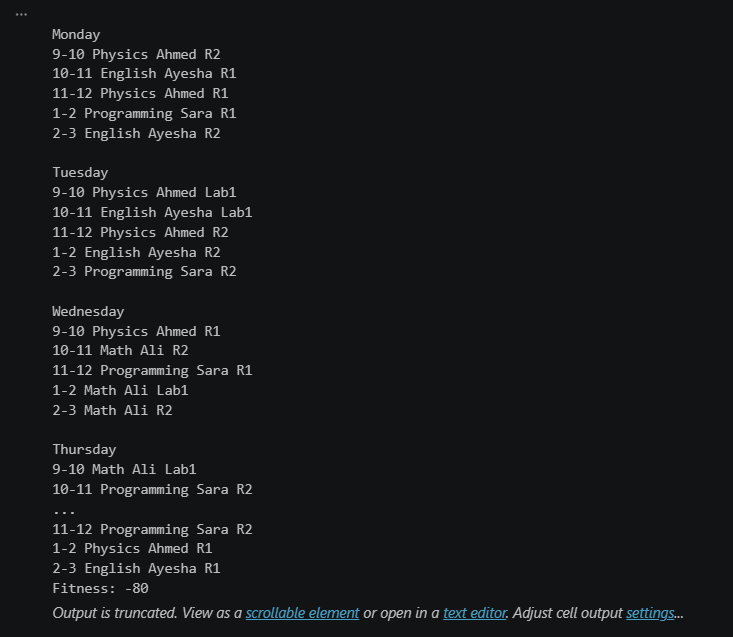 ...
Monday
9-10 Physics Ahmed R2
10-11 English Ayesha R1
11-12 Physics Ahmed R1
1-2 Programming Sara R1
2-3 English Ayesha R2
Tuesday
9-10 Physics Ahmed Lab1
10-11 English Ayesha Lab1
11-12 Physics Ahmed R2
1-2 English Ayesha R2
2-3 Programming Sara R2
Wednesday
9-10 Physics Ahmed R1
10-11 Math Ali R2
11-12 Programming Sara R1
1-2 Math Ali Lab1
2-3 Math Ali R2
Thursday
9-10 Math Ali Lab1
10-11 Programming Sara R2
...
11-12 Programming Sara R2
1-2 Physics Ahmed R1
2-3 English Ayesha R1
Fitness: -80
Output is truncated. View as a scrollable element or open in a text editor. Adjust cell output settings...